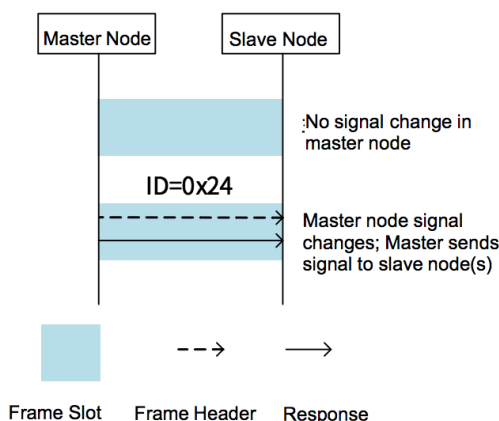 Master Node
Slave Node
:No signal change in
master node
ID=0x24
Master node signal
changes; Master sends
signal to slave node(s)
Frame Slot
Frame Header
Response